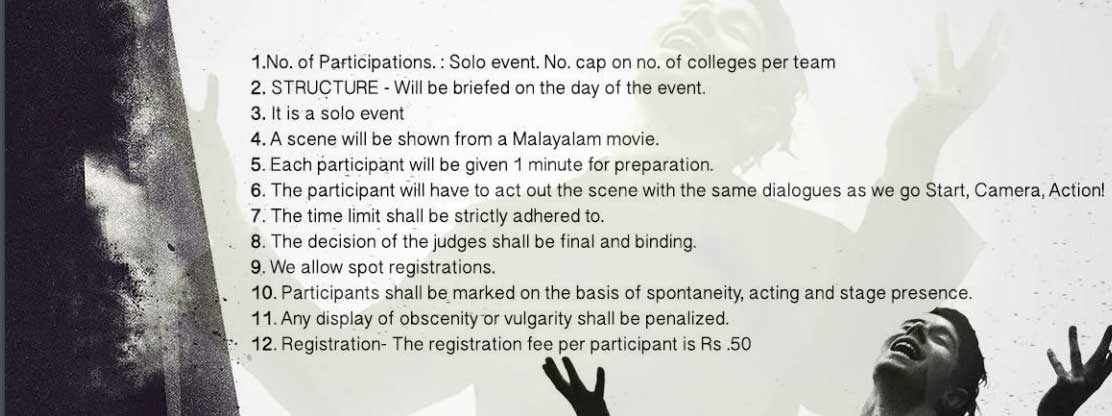 1.No. of Participations. : Solo event. No. cap on no. of colleges per team
2. STRUCTURE - Will be briefed on the day of the event.
3. It is a solo event
4. A scene will be shown from a Malayalam movie.
5. Each participant will be given 1 minute for preparation.
6. The participant will have to act out the scene with the same dialogues as we go Start, Camera, Action!
7. The time limit shall be strictly adhered to.
8. The decision of the judges shall be final and binding.
9. We allow spot registrations.
10. Participants shall be marked on the basis of spontaneity, acting and stage presence.
11. Any display of obscenity or vulgarity shall be penalized.
12. Registration- The registration fee per participant is Rs .50